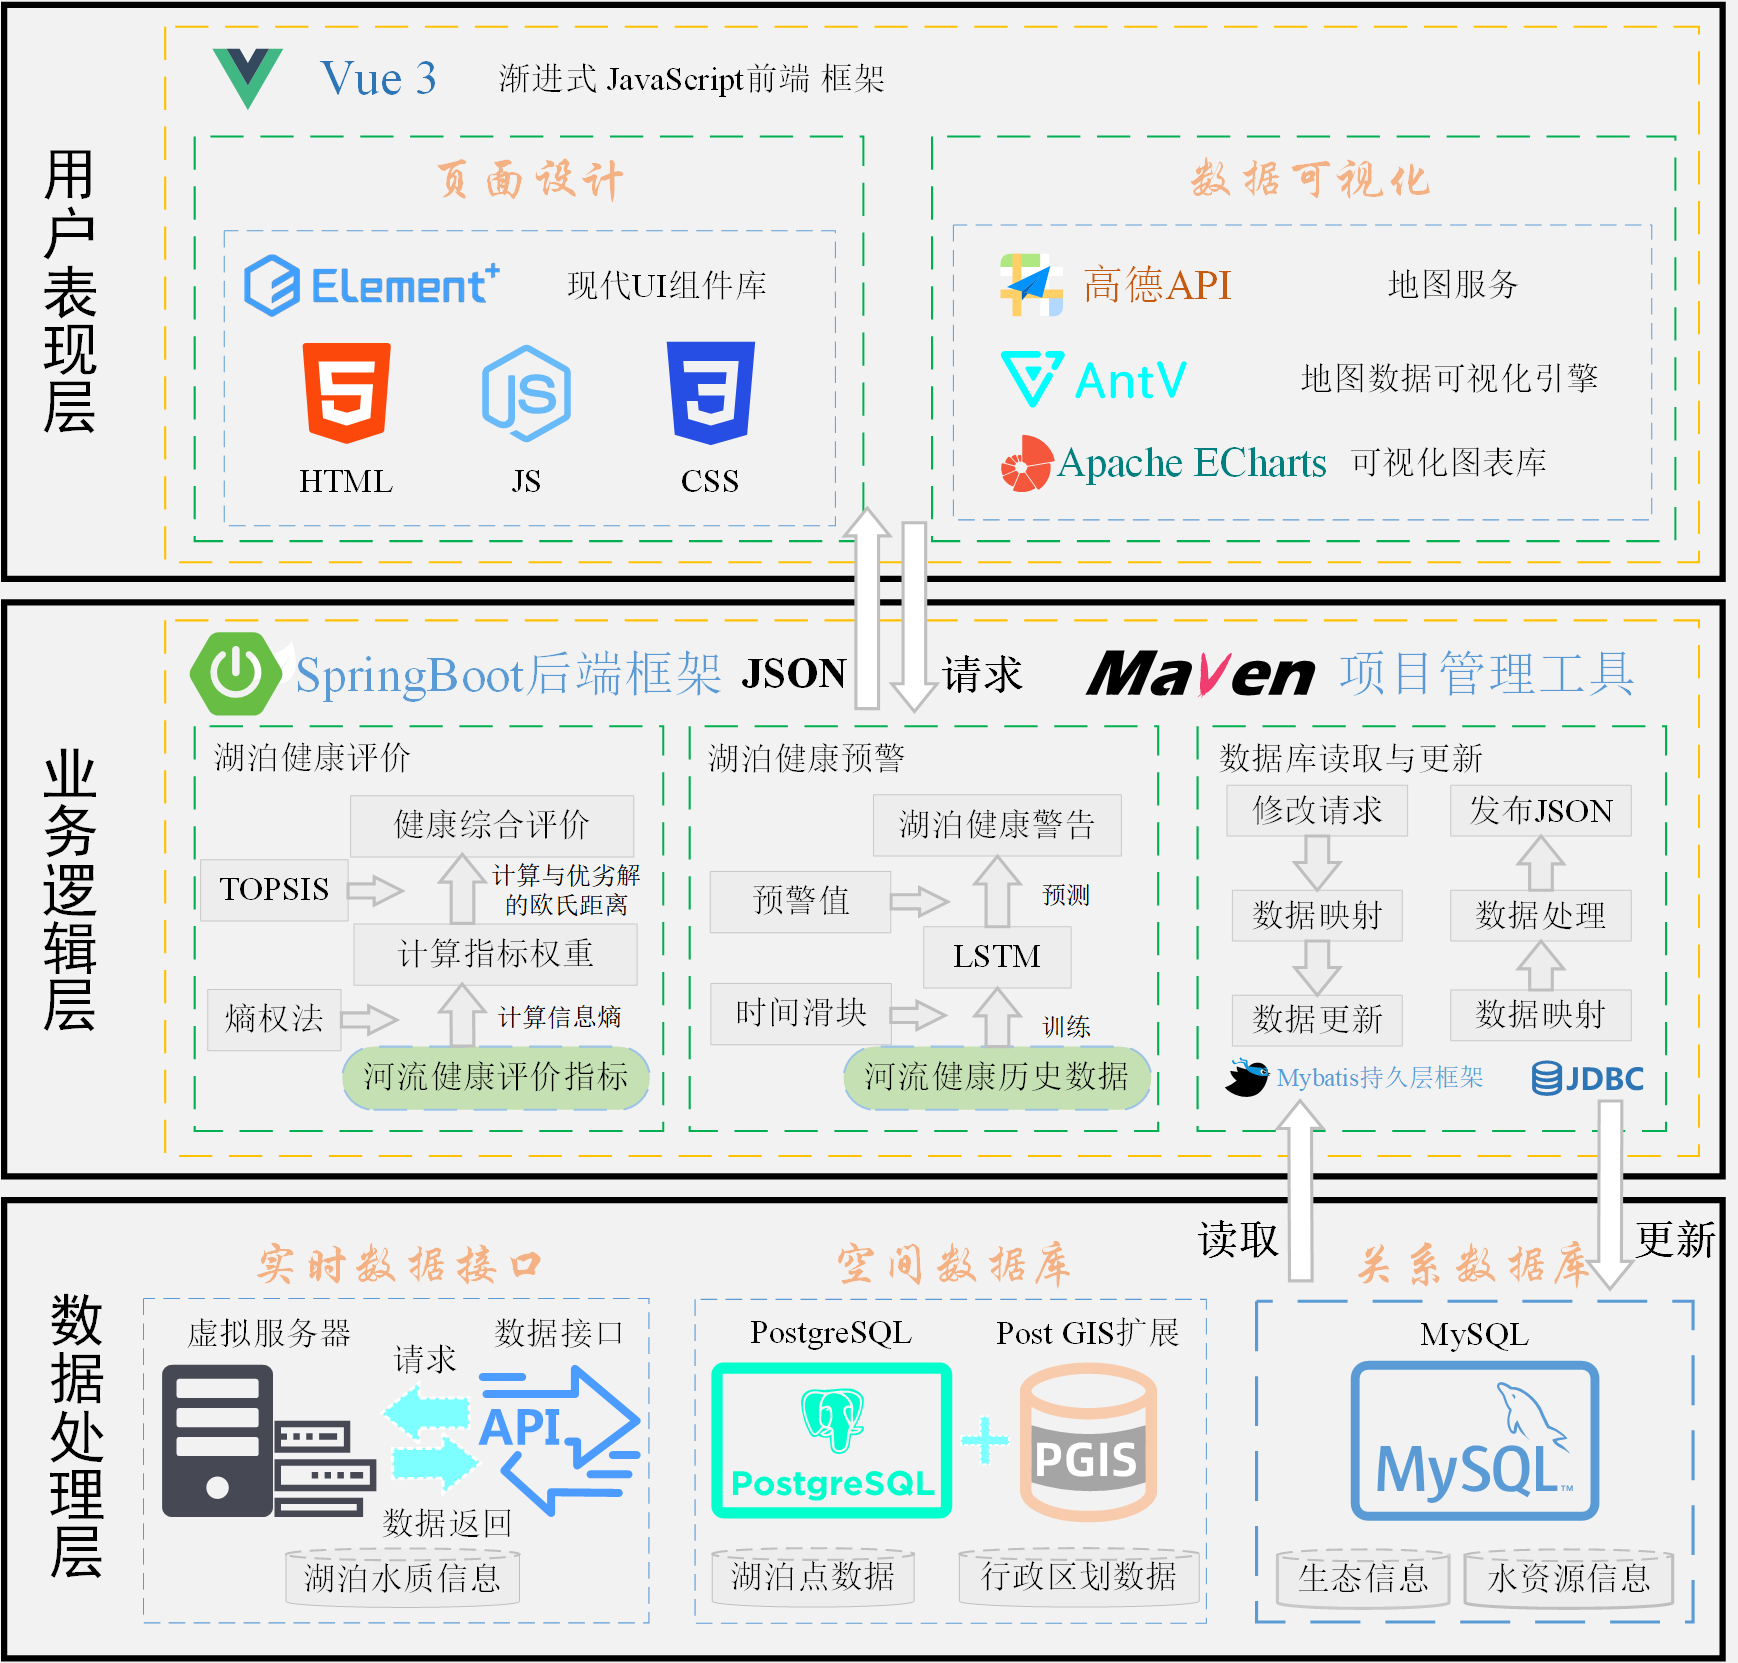 用户表现层
Vue 3
渐进式 JavaScript前端 框架
页面设计
Element+
现代UI组件库
HTML
JS
JS
3
CSS
数据可视化
高德API
地图服务
AntV
地图数据可视化引擎
Apache ECharts
可视化图表库
业务逻辑层
SpringBoot后端框架
JSON
请求
Maven
项目管理工具
湖泊健康评价
健康综合评价
TOPSIS
计算与优劣解
的欧氏距离
计算指标权重
熵权法
计算信息熵
河流健康评价指标
湖泊健康预警
湖泊健康警告
预警值
预测
LSTM
时间滑块
训练
河流健康历史数据
数据库读取与更新
修改请求
发布JSON
数据映射
数据处理
数据更新
数据映射
Mybatis持久层框架
JDBC
读取
更新
数据处理层
实时数据接口
虚拟服务器
数据接口
请求
API
数据返回
湖泊水质信息
空间数据库
PostgreSQL
Post GIS扩展
PostgreSQL
PGIS
湖泊点数据
行政区划数据
关系数据库
MySQL
MySQL™
生态信息
水资源信息